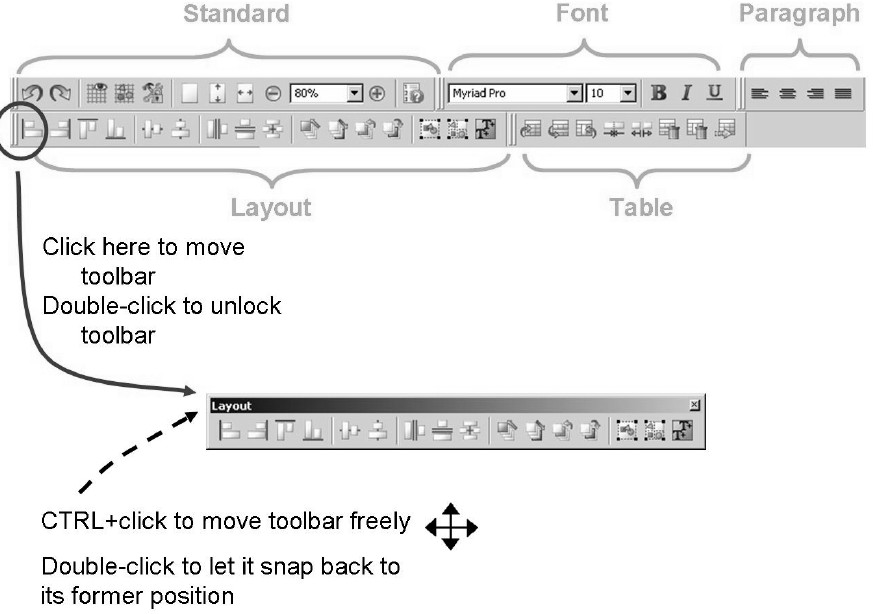 Standard Font Paragraph
80% Myriad Pro 10 B I U
Layout Table
Click here to move
toolbar
Double-click to unlock
toolbar
Layout
CTRL+click to move toolbar freely
Double-click to let it snap back to
its former position